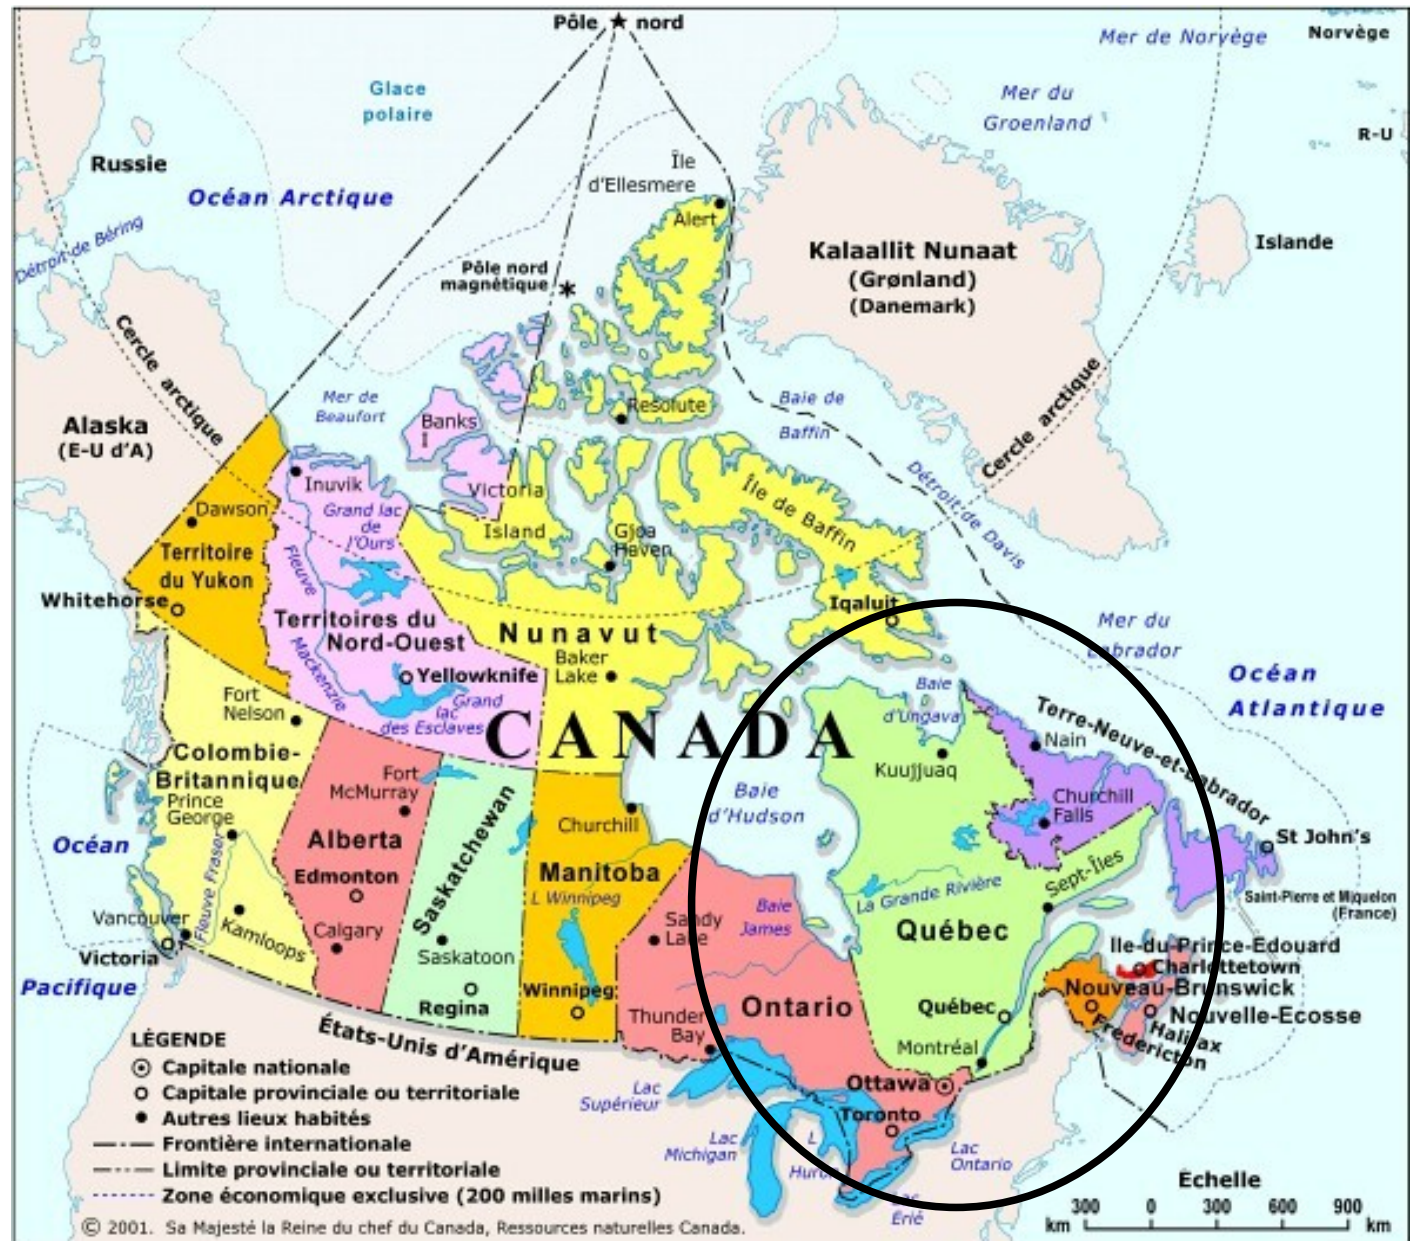 Pôle nord
Mer de Norvège
Norvège
Glace
polaire
Mer du
Groenland
R-U
Russie
Île
d'Ellesmere
Océan Arctique
Alert
Détroit de Béring
Kalaallit Nunaat
(Grønland)
(Danemark)
Islande
Pôle nord
magnétique
Cercle arctique
Cercle arctique
Mer de
Beaufort
Resolute
Baie de
Baffin
Alaska
(E-U d'A)
Banks
I
Inuvik
Victoria
Island
Île de Baffin
Détroit de Davis
Dawson
Grand lac
de
l'Ours
Gjoa
Haven
Territoire
du Yukon
Fleuve
Mackenzie
Whitehorse
Territoires du
Nord-Ouest
Nunavut
Iqaluit
Mer du
Labrador
Baker
Lake
Yellowknife
Grand
lac
des Esclaves
Baie
d'Ungava
Océan
Atlantique
Fort
Nelson
CANADA
Terre-Neuve-et-Labrador
Nain
Colombie-
Britannique
Kuujjuaq
Fort
McMurray
Prince
George
Baie
d'Hudson
Churchill
Falls
Océan
Pacifique
Alberta
Saskatchewan
Churchill
St John's
Manitoba
Edmonton
L Winnipeg
La Grande Rivière
Sept-Îles
Saint-Pierre et Miquelon
(France)
Fleuve Fraser
Vancouver
Kamloops
Calgary
Sandy
Lake
Baie
James
Québec
Victoria
Saskatoon
Ile-du-Prince-Edouard
Charlottetown
Regina
Winnipeg
Ontario
Nouveau-Brunswick
Québec
Nouvelle-Ecosse
Thunder
Bay
Halifax
Fredericton
États-Unis d'Amérique
Montréal
Lac
Supérieur
Ottawa
Toronto
Lac
Michigan
L
Huron
Lac
Ontario
Lac
Erié
LÉGENDE
Capitale nationale
Capitale provinciale ou territoriale
Autres lieux habités
Frontière internationale
Limite provinciale ou territoriale
Zone économique exclusive (200 milles marins)
Échelle
300 0 300 600 900
km km
© 2001. Sa Majesté la Reine du chef du Canada, Ressources naturelles Canada.